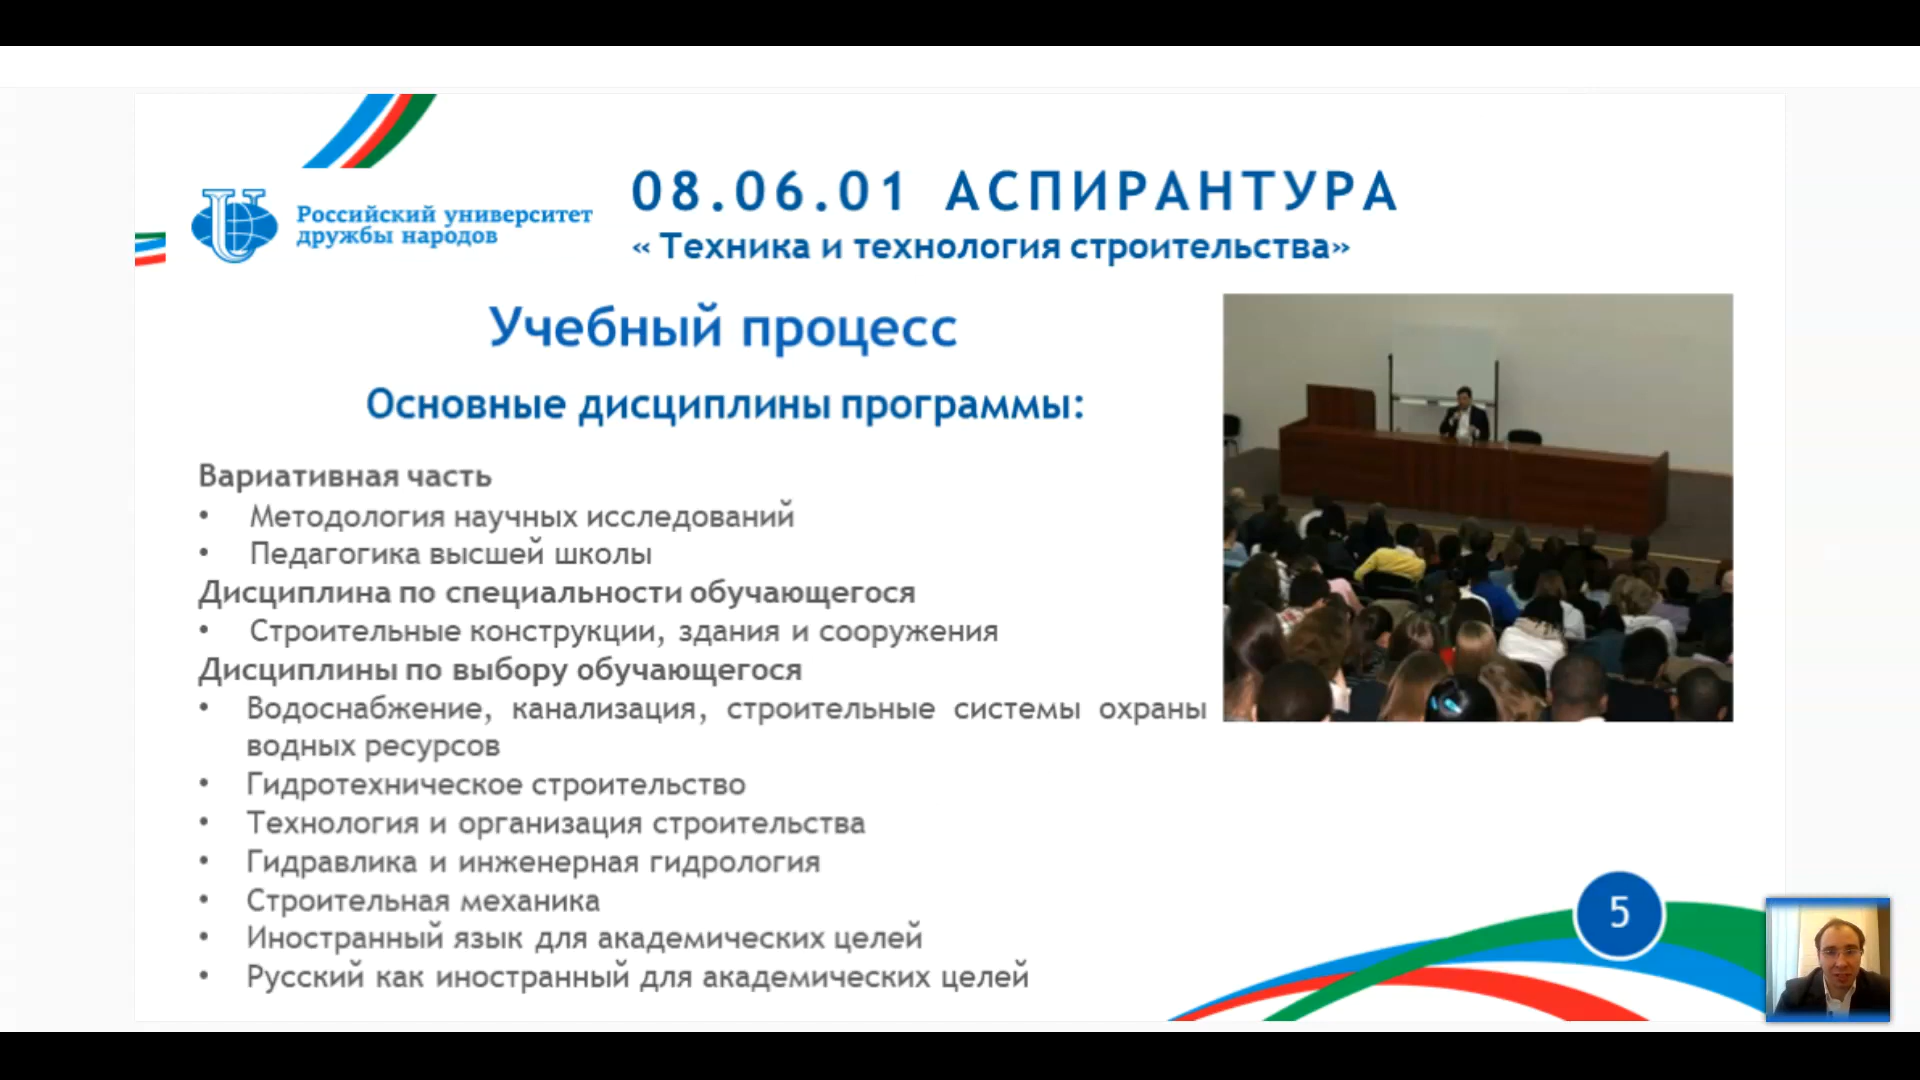 Российский университет
дружбы народов
08.06.01 АСПИРАНТУРА
« Техника и технология строительства»
Учебный процесс
Основные дисциплины программы:
Вариативная часть
• Методология научных исследований
• Педагогика высшей школы
Дисциплина по специальности обучающегося
• Строительные конструкции, здания и сооружения
Дисциплины по выбору обучающегося
• Водоснабжение, канализация, строительные системы охраны
водных ресурсов
• Гидротехническое строительство
• Технология и организация строительства
• Гидравлика и инженерная гидрология
• Строительная механика
• Иностранный язык для академических целей
• Русский как иностранный для академических целей
5